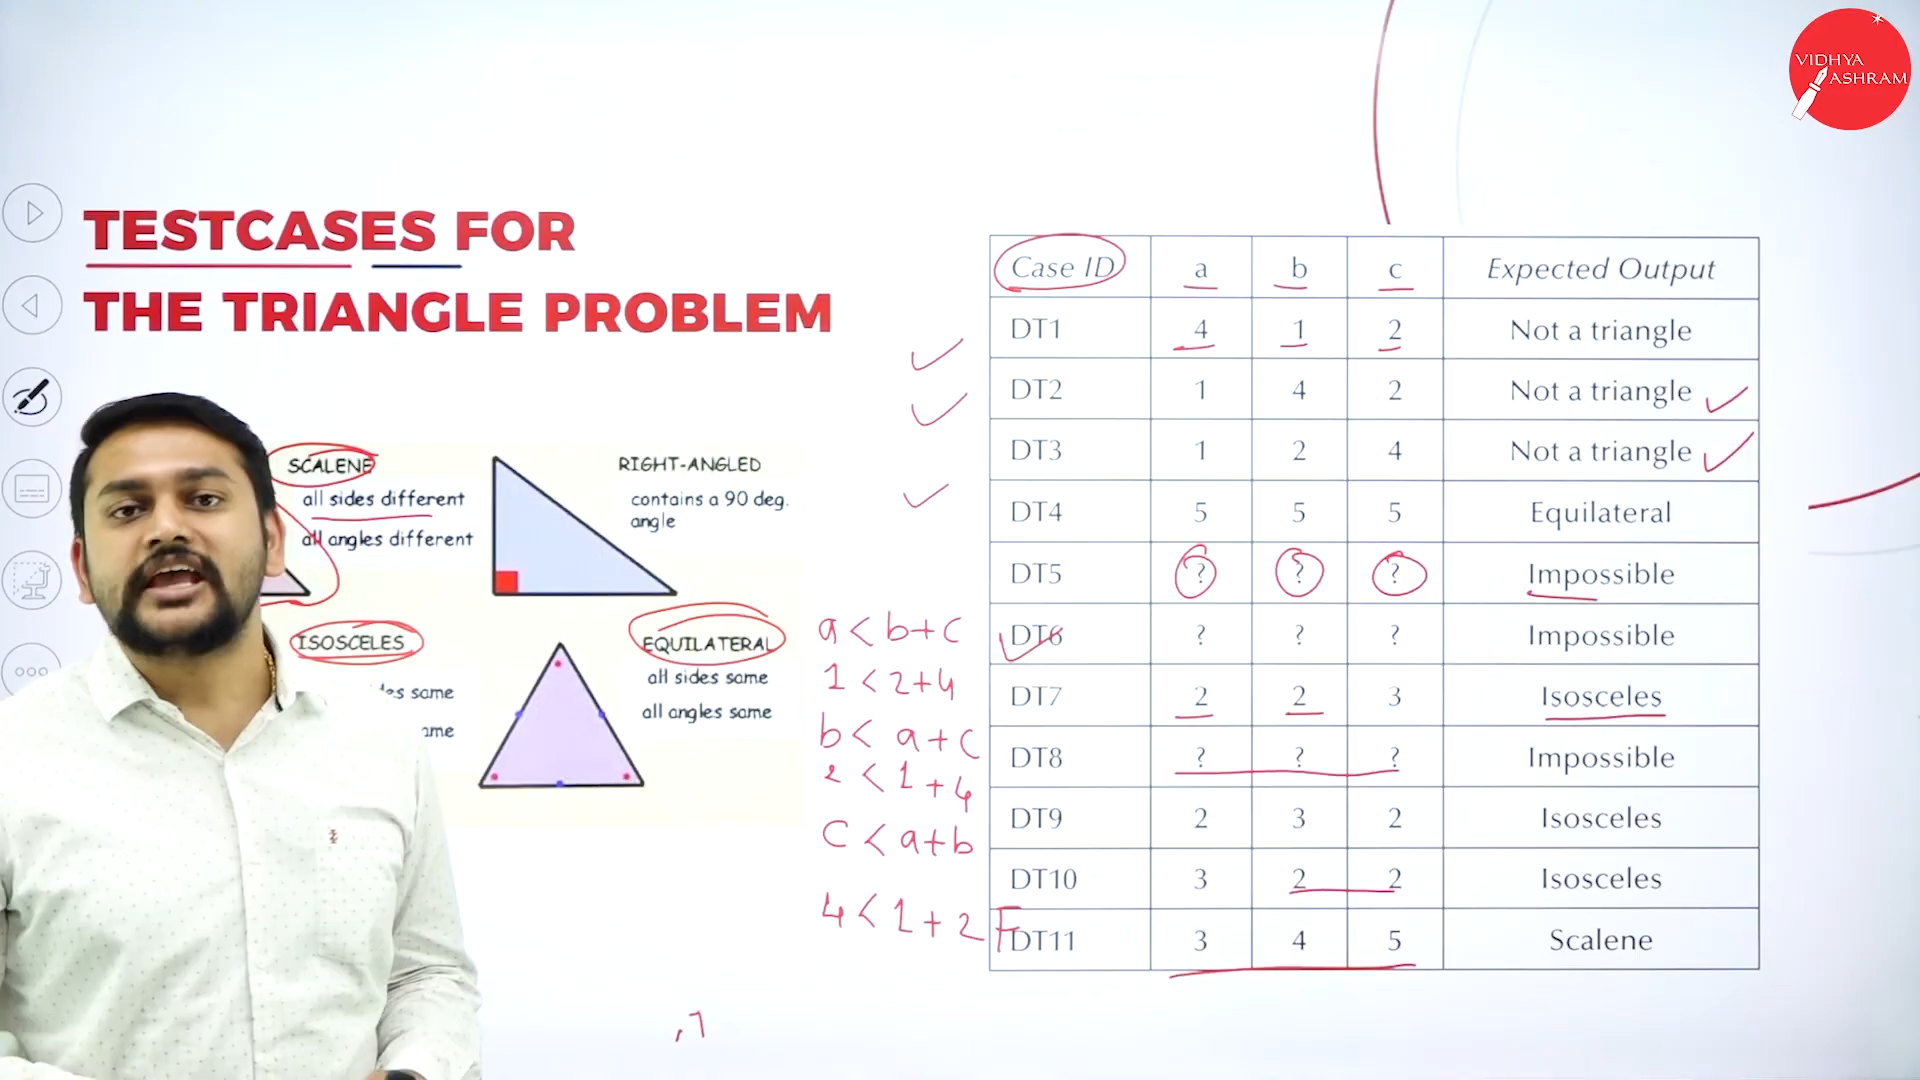 VIDHYA
ASHRAM
TESTCASES FOR
THE TRIANGLE PROBLEM
SCALENE
all sides different
all angles different
RIGHT-ANGLED
contains a 90 deg.
angle
ISOSCELES
same
EQUILATERAL
all sides same
all angles same
a < b+c
1 < 2+4
b < a+c
2 < 1+4
c < a+b
4 < 1+2 F
Case ID a b c Expected Output
DT1 4 1 2 Not a triangle
DT2 1 4 2 Not a triangle
DT3 1 2 4 Not a triangle
DT4 5 5 5 Equilateral
DT5 ? ? ? Impossible
DT6 ? ? ? Impossible
DT7 2 2 3 Isosceles
DT8 ? ? ? Impossible
DT9 2 3 2 Isosceles
DT10 3 2 2 Isosceles
DT11 3 4 5 Scalene